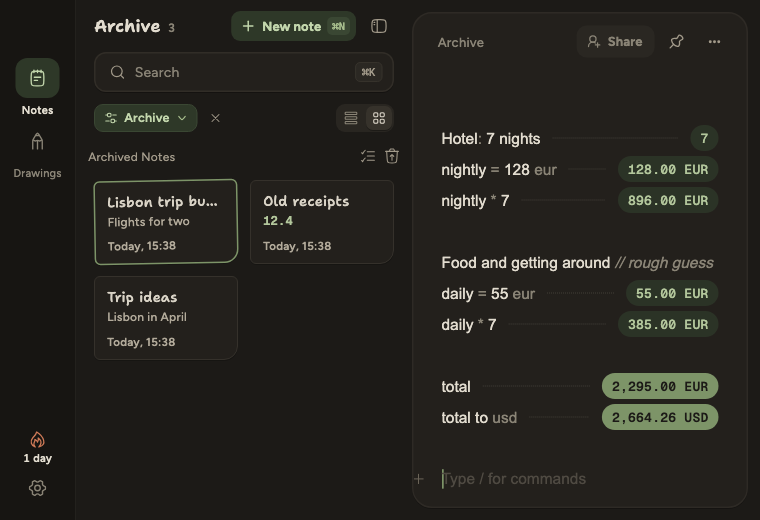 Notes
Drawings
1 day
Archive 3
New note ⌘N
Search ⌘K
Archive
Archived Notes
Lisbon trip bu...
Flights for two
Today, 15:38
Old receipts
12.4
Today, 15:38
Trip ideas
Lisbon in April
Today, 15:38
Archive
Share
Hotel: 7 nights 7
nightly = 128 eur 128.00 EUR
nightly * 7 896.00 EUR
Food and getting around // rough guess
daily = 55 eur 55.00 EUR
daily * 7 385.00 EUR
total 2,295.00 EUR
total to usd 2,664.26 USD
Type / for commands